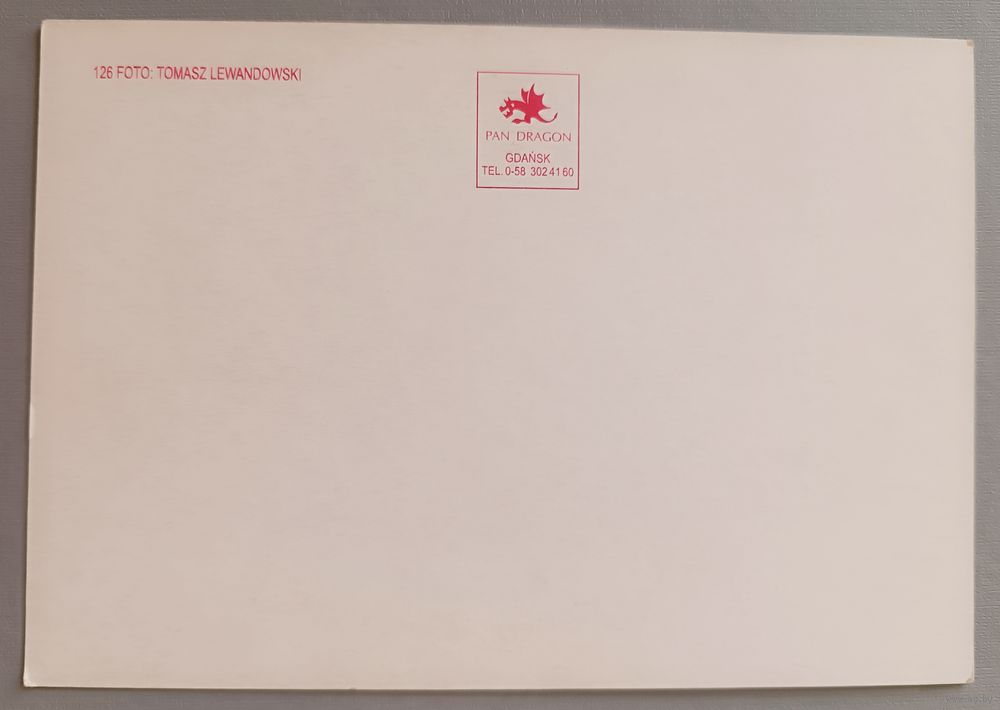 126 FOTO: TOMASZ LEWANDOWSKI
PAN DRAGON
GDAŃSK
TEL. 0-58 302 41 60